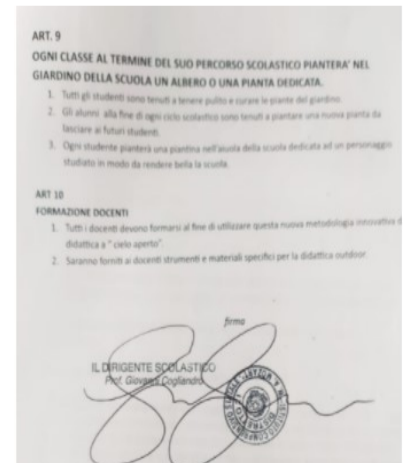 ART. 9
OGNI CLASSE AL TERMINE DEL SUO PERCORSO SCOLASTICO PIANTERA' NEL
GIARDINO DELLA SCUOLA UN ALBERO O UNA PIANTA DEDICATA.
1. Tutti gli studenti sono tenuti a tenere pulito e curare le piante del giardino.
2. Gli alunni alla fine di ogni ciclo scolastico sono tenuti a piantare una nuova pianta da
lasciare ai futuri studenti.
3. Ogni studente pianterà una piantina nell'aiuola della scuola dedicata ad un personaggio
studiato in modo da rendere bella la scuola.
ART 10
FORMAZIONE DOCENTI
1. Tutti i docenti devono formarsi al fine di utilizzare questa nuova metodologia innovativa di
didattica a " cielo aperto".
2. Saranno forniti ai docenti strumenti e materiali specifici per la didattica outdoor.
firma
IL DIRIGENTE SCOLASTICO
Prof. Giovanni Cogliandro